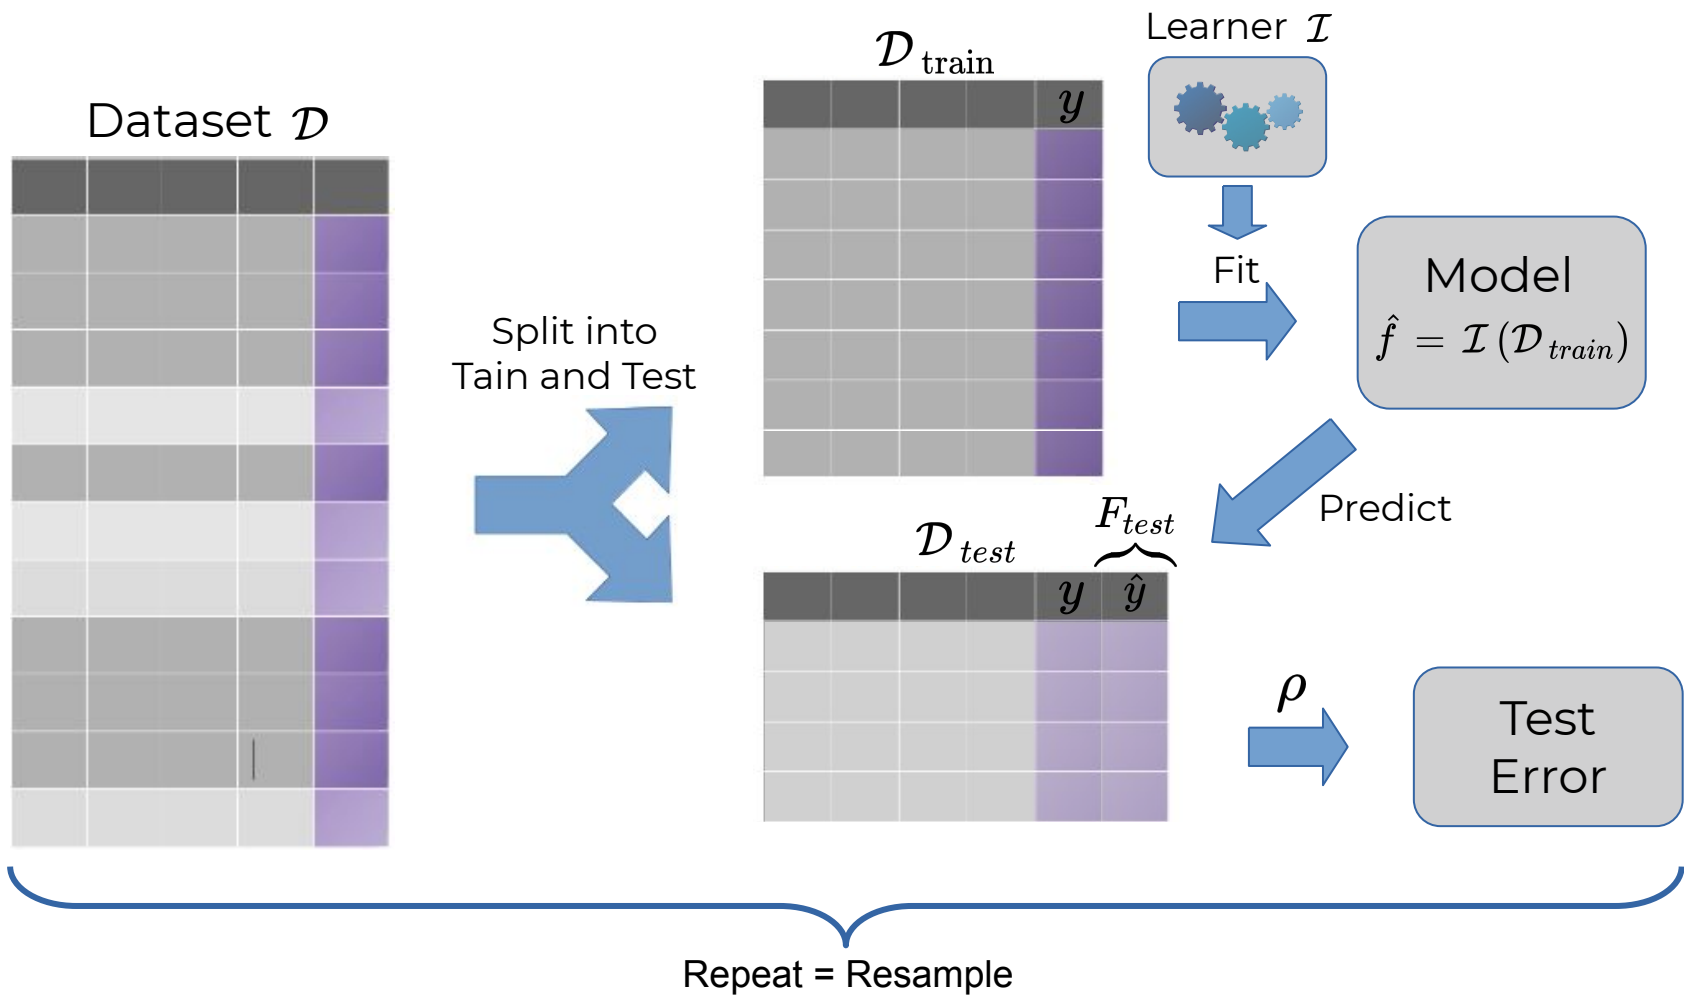 Dataset 𝒟
Split into
Tain and Test
𝒟 train
y
Learner ℐ
Fit
Model
f̂ = ℐ (𝒟 train)
Predict
𝒟 test
F test
y ŷ
ρ
Test
Error
Repeat = Resample